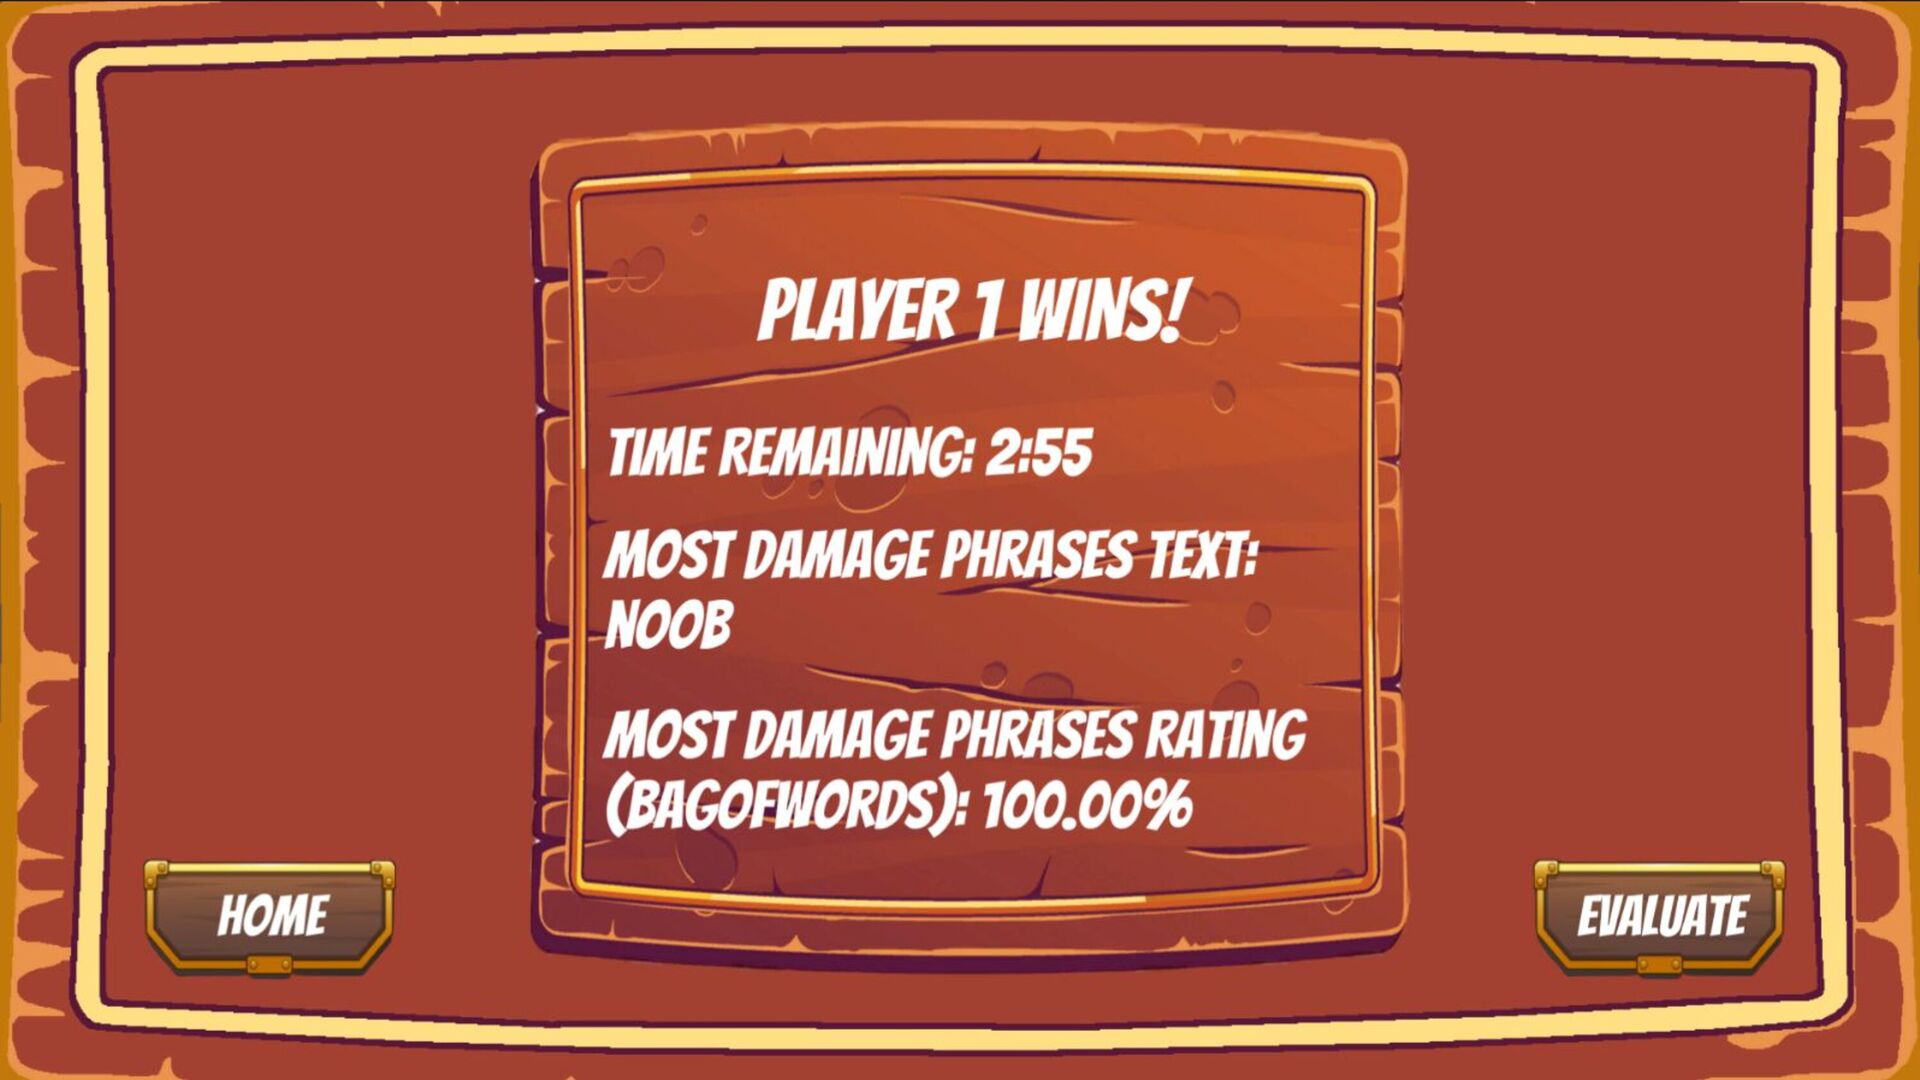 PLAYER 1 WINS!
TIME REMAINING: 2:55
MOST DAMAGE PHRASES TEXT:
NOOB
MOST DAMAGE PHRASES RATING
(BAGOFWORDS): 100.00%
HOME
EVALUATE